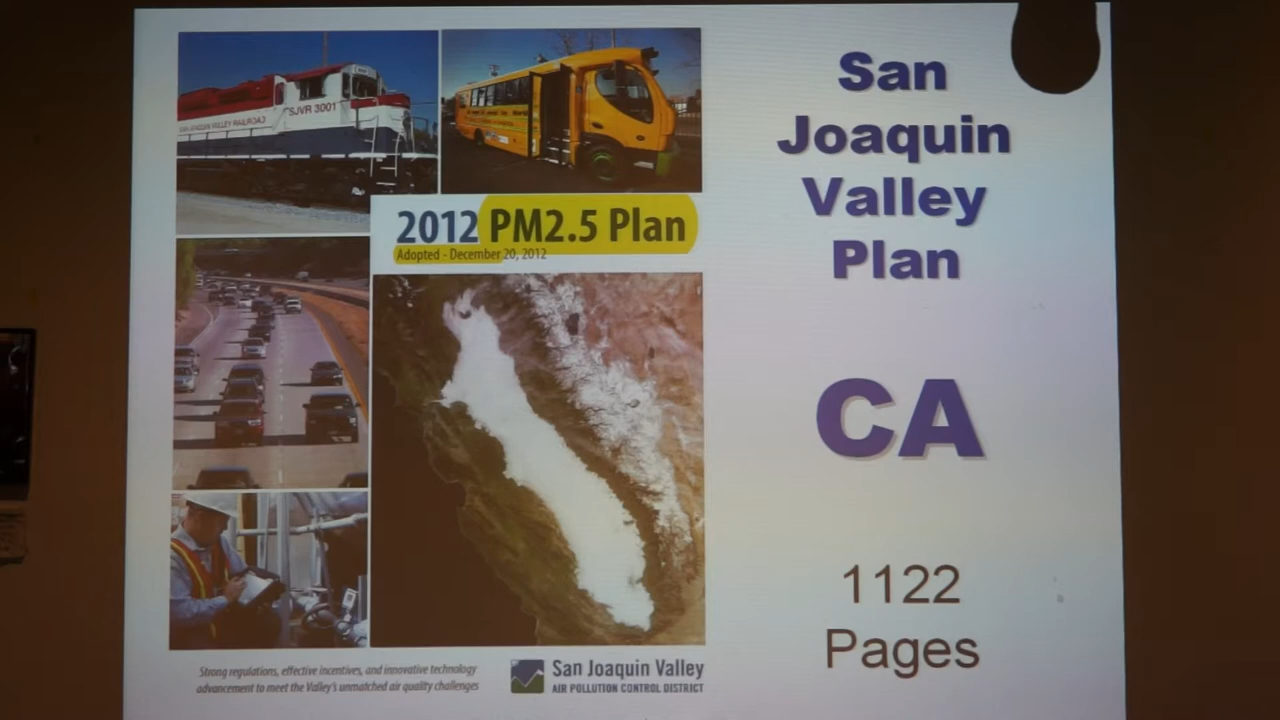 SJVR 3001
SAN JOAQUIN VALLEY RAILROAD
2012 PM2.5 Plan
Adopted - December 20, 2012
Strong regulations, effective incentives, and innovative technology
advancement to meet the Valley's unmatched air quality challenges
San Joaquin Valley
AIR POLLUTION CONTROL DISTRICT
San
Joaquin
Valley
Plan
CA
1122
Pages